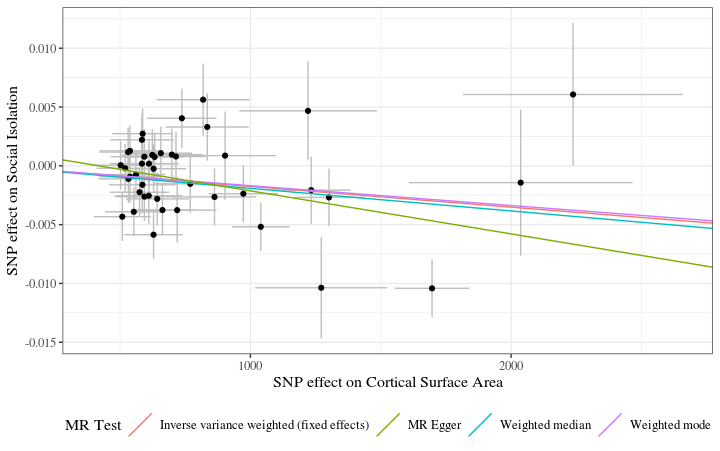 0.010
0.005
0.000
-0.005
-0.010
-0.015
SNP effect on Social Isolation
1000
2000
SNP effect on Cortical Surface Area
MR Test
Inverse variance weighted (fixed effects)
MR Egger
Weighted median
Weighted mode